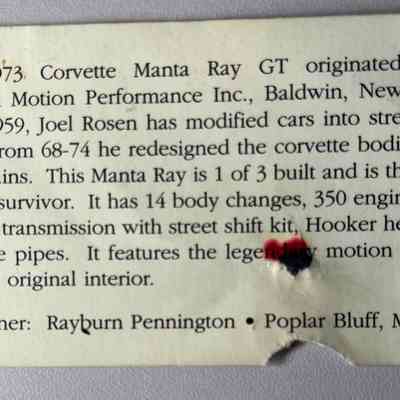 973 Corvette Manta Ray GT originated
Motion Performance Inc., Baldwin, New
959, Joel Rosen has modified cars into stre
rom 68-74 he redesigned the corvette bodi
ins. This Manta Ray is 1 of 3 built and is th
survivor. It has 14 body changes, 350 engin
transmission with street shift kit, Hooker he
e pipes. It features the legendary motion
original interior.
ner: Rayburn Pennington • Poplar Bluff, M